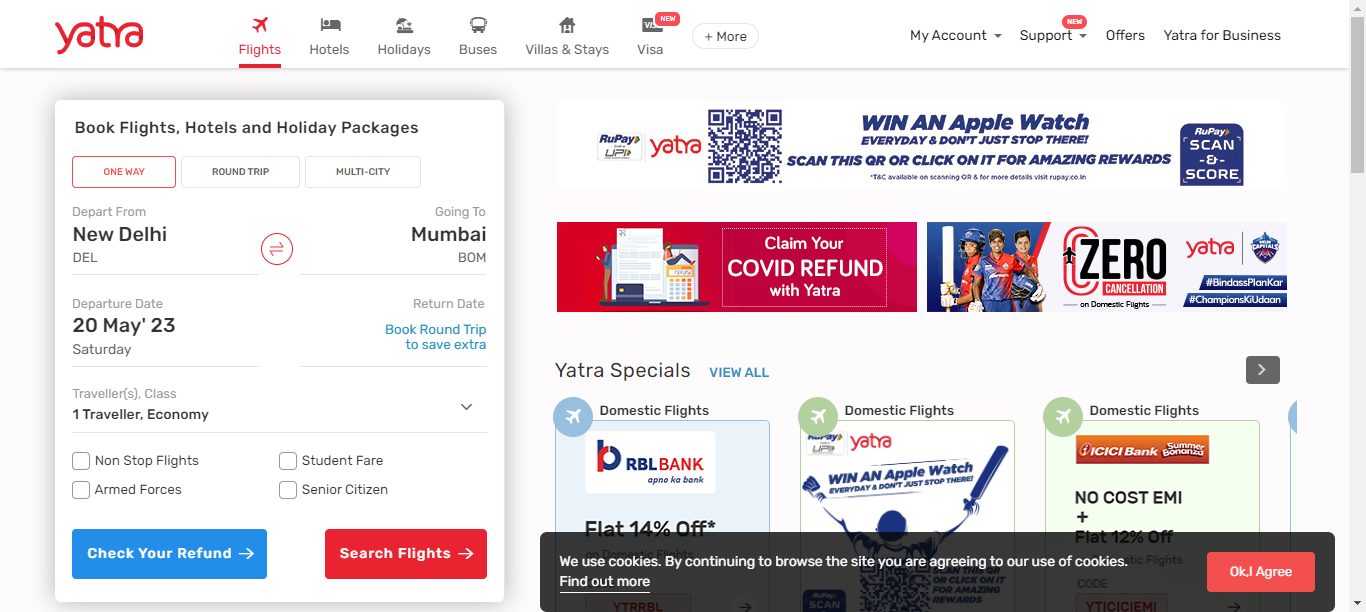 yatra
Flights
Hotels
Holidays
Buses
Villas & Stays
VISA
NEW
Visa
+ More
My Account
NEW
Support
Offers
Yatra for Business
Book Flights, Hotels and Holiday Packages
ONE WAY
ROUND TRIP
MULTI-CITY
Depart From
Going To
New Delhi
Mumbai
DEL
BOM
Departure Date
Return Date
20 May' 23
Book Round Trip
to save extra
Saturday
Traveller(s), Class
1 Traveller, Economy
Non Stop Flights
Student Fare
Armed Forces
Senior Citizen
Check Your Refund
Search Flights
RuPay
UPI
yatra
WIN AN Apple Watch
EVERYDAY & DON'T JUST STOP THERE!
SCAN THIS QR OR CLICK ON IT FOR AMAZING REWARDS
*T&C available on scanning QR & for more details visit rupay.co.in
RuPay
SCAN
-&-
SCORE
REFUND
Claim Your
COVID REFUND
with Yatra
ZERO
CANCELLATION
on Domestic Flights
yatra
DELHI
CAPITALS
#BindassPlanKar
#ChampionsKiUdaan
Yatra Specials
VIEW ALL
Domestic Flights
RBLBANK
apno ka bank
Flat 14% Off*
on Domestic Flights
YTRRBL
Domestic Flights
RuPay
UPI
yatra
WIN AN Apple Watch
EVERYDAY & DON'T JUST STOP THERE!
SCAN THIS QR
OR CLICK ON IT
FOR AMAZING
REWARDS
RuPay
SCAN
Domestic Flights
ICICI Bank
Summer
Bonanza
NO COST EMI
+
Flat 12% Off
on Domestic Flights
CODE
YTICICIEMI
We use cookies. By continuing to browse the site you are agreeing to our use of cookies.
Find out more
Ok,I Agree